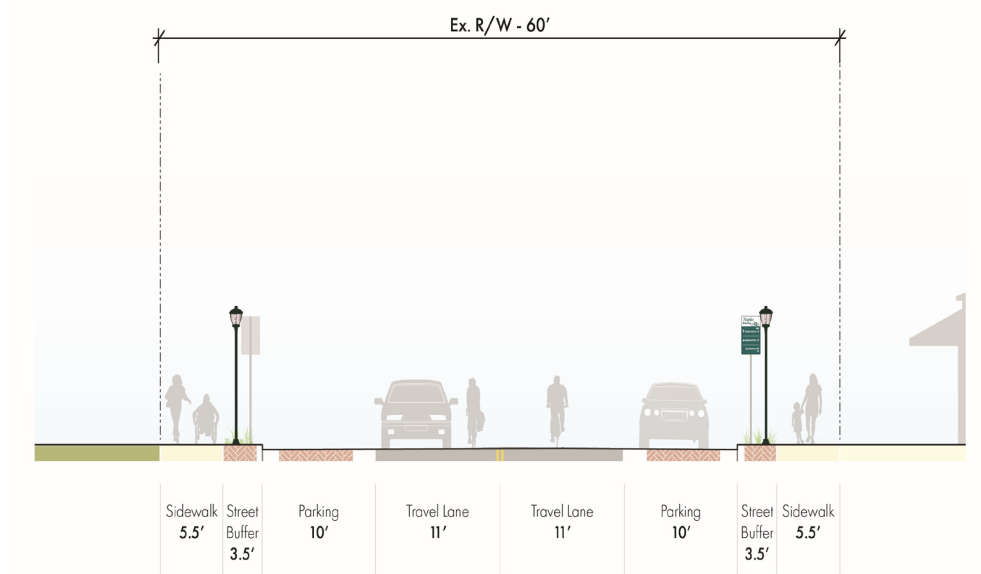 Ex. R/W - 60’
Sidewalk
5.5’
Street
Buffer
3.5’
Parking
10’
Travel Lane
11’
Travel Lane
11’
Parking
10’
Street
Buffer
3.5’
Sidewalk
5.5’